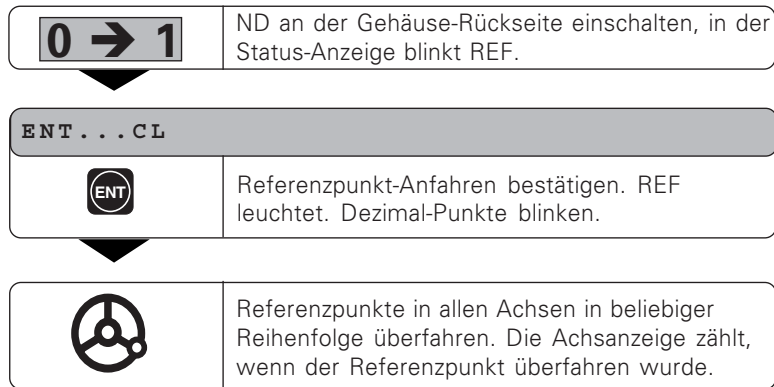 0 → 1
ND an der Gehäuse-Rückseite einschalten, in der
Status-Anzeige blinkt REF.
ENT...CL
ENT
Referenzpunkt-Anfahren bestätigen. REF
leuchtet. Dezimal-Punkte blinken.
Referenzpunkte in allen Achsen in beliebiger
Reihenfolge überfahren. Die Achsanzeige zählt,
wenn der Referenzpunkt überfahren wurde.